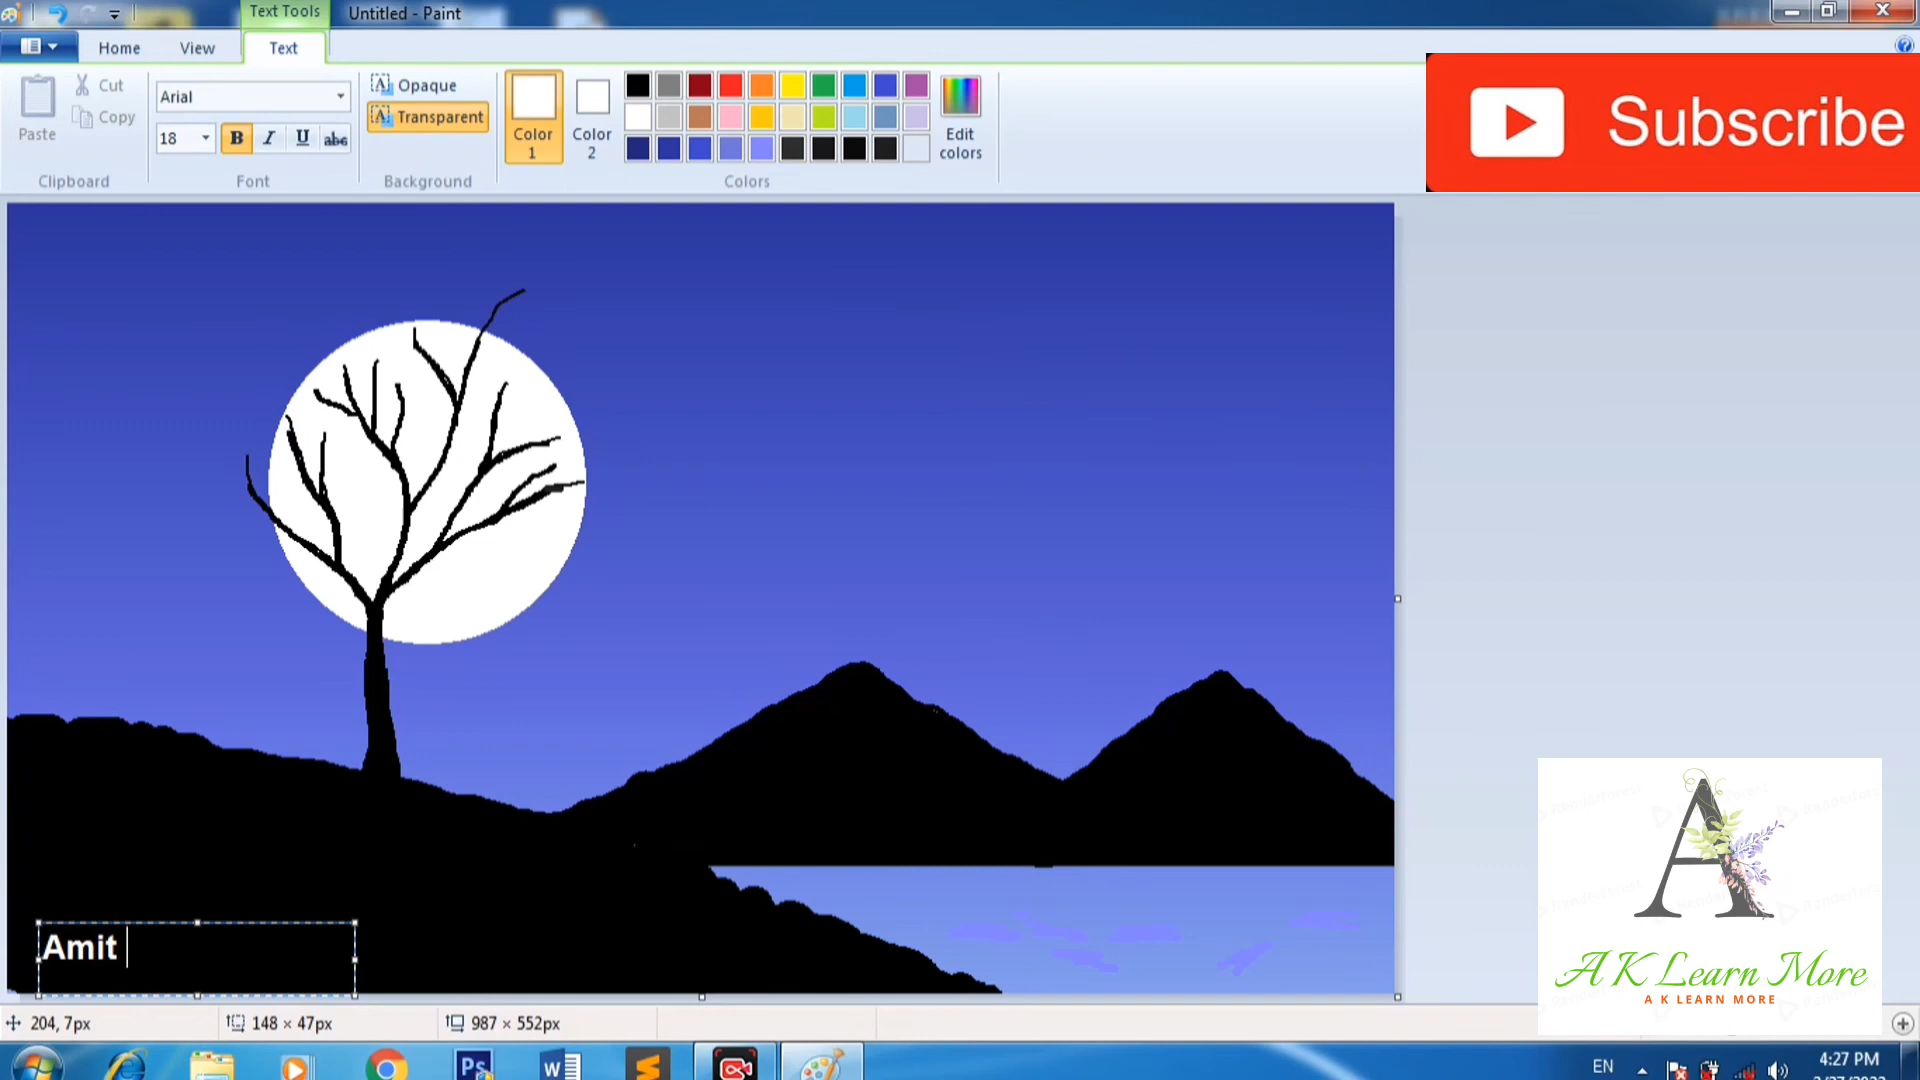 Text Tools
Untitled - Paint
Home
View
Text
Paste
Cut
Copy
Clipboard
Arial
18
B
I
U
abc
Font
Opaque
Transparent
Background
Color
1
Color
2
Edit
colors
Colors
Subscribe
Amit
A
A K Learn More
A K LEARN MORE
204, 7px
148 × 47px
987 × 552px
Ps
W
EN
4:27 PM